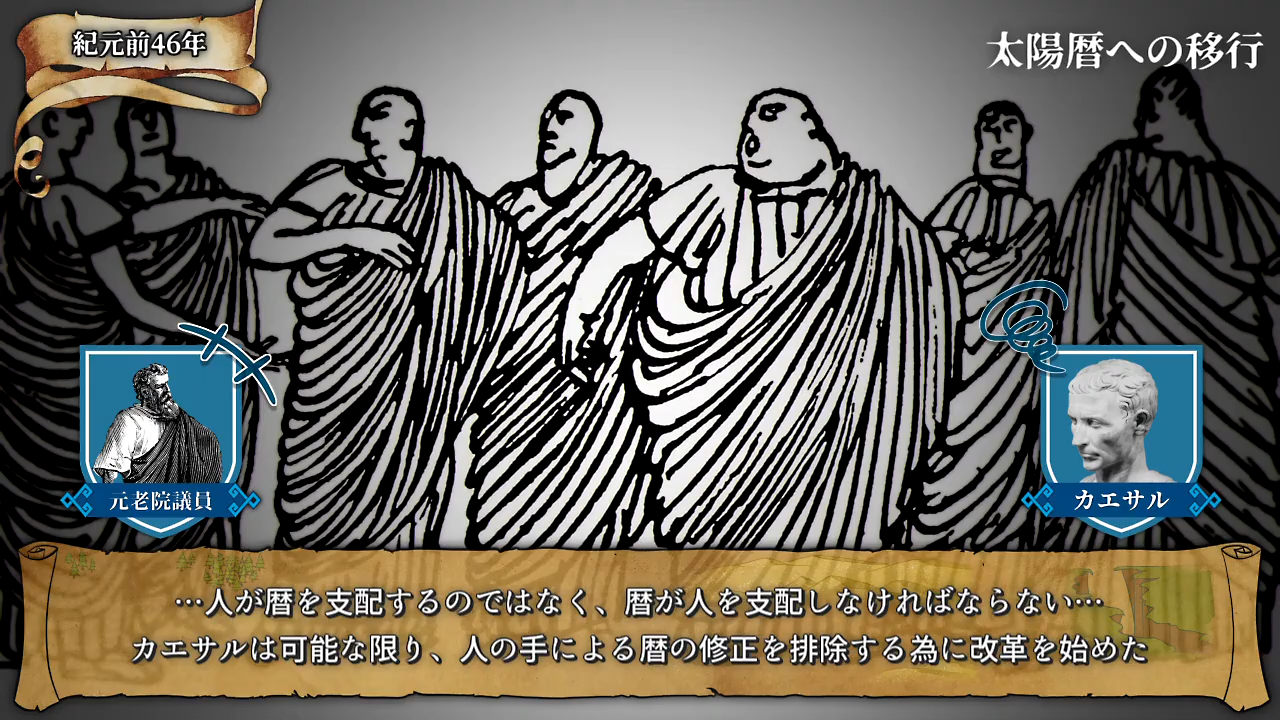 紀元前46年
太陽暦への移行
元老院議員
カエサル
…人が暦を支配するのではなく、暦が人を支配しなければならない…
カエサルは可能な限り、人の手による暦の修正を排除する為に改革を始めた